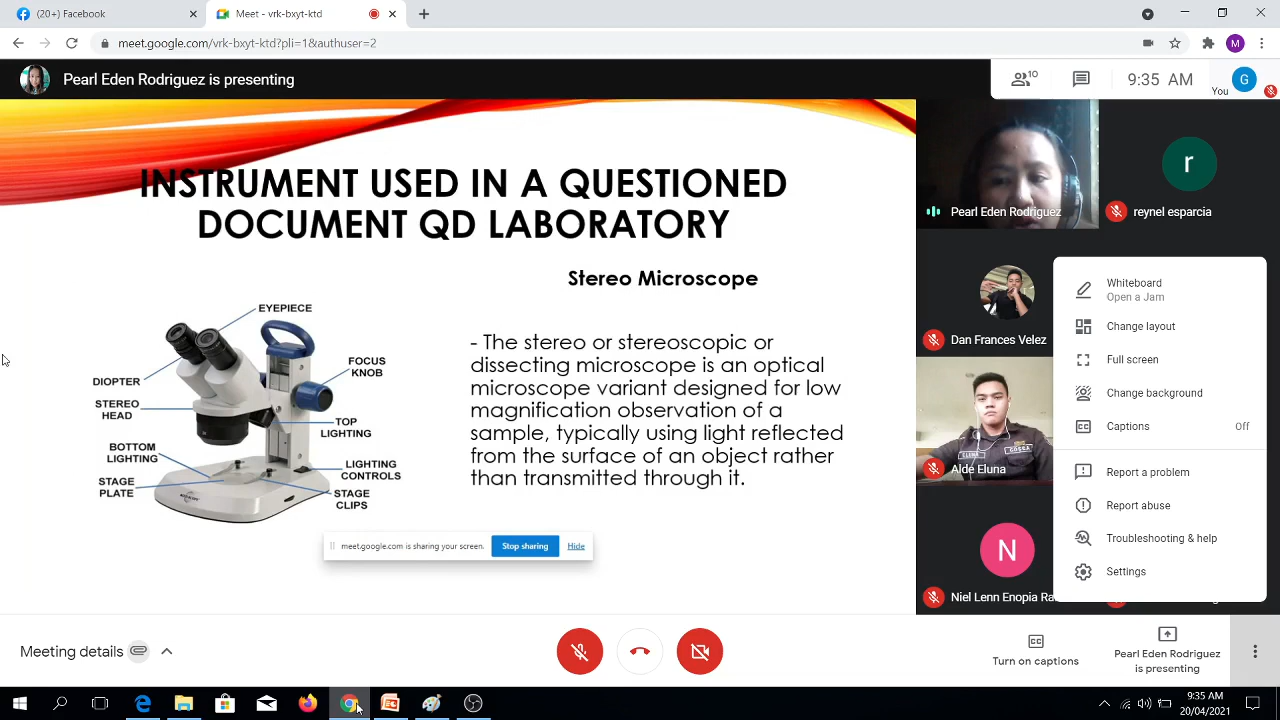 (20+) Facebook
Meet - vrk-bxyt-ktd
meet.google.com/vrk-bxyt-ktd?pli=1&authuser=2
M
Pearl Eden Rodriguez is presenting
10
9:35 AM
You
G
INSTRUMENT USED IN A QUESTIONED
DOCUMENT QD LABORATORY
Stereo Microscope
EYEPIECE
FOCUS
KNOB
DIOPTER
STEREO
HEAD
TOP
LIGHTING
BOTTOM
LIGHTING
LIGHTING
CONTROLS
STAGE
PLATE
STAGE
CLIPS
- The stereo or stereoscopic or
dissecting microscope is an optical
microscope variant designed for low
magnification observation of a
sample, typically using light reflected
from the surface of an object rather
than transmitted through it.
meet.google.com is sharing your screen.
Stop sharing
Hide
Pearl Eden Rodriguez
r
reynel esparcia
Dan Frances Velez
ELUNA
Alde Eluna
N
Niel Lenn Enopia Ra
Whiteboard
Open a Jam
Change layout
Full screen
Change background
Captions
Off
Report a problem
Report abuse
Troubleshooting & help
Settings
Meeting details
Turn on captions
Pearl Eden Rodriguez
is presenting
9:35 AM
20/04/2021